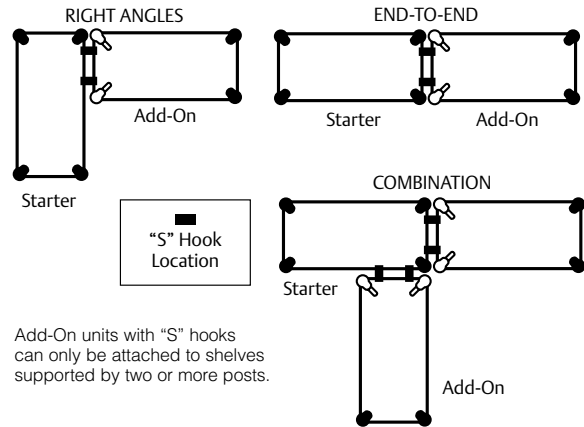 RIGHT ANGLES
Add-On
Starter
END-TO-END
Starter
Add-On
“S” Hook
Location
COMBINATION
Starter
Add-On
Add-On units with “S” hooks
can only be attached to shelves
supported by two or more posts.